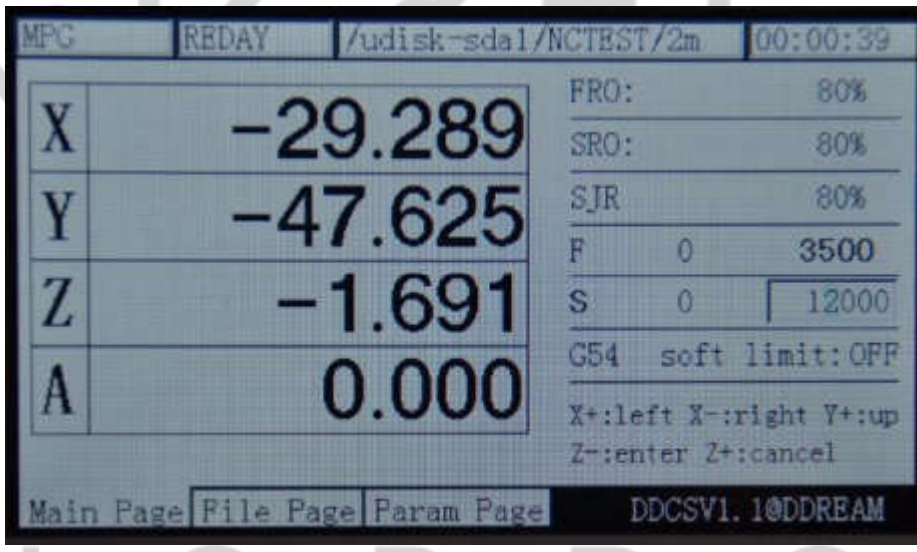 MPG REDAY /udisk-sda1/NCTEST/2m 00:00:39
X -29.289
Y -47.625
Z -1.691
A 0.000
FRO: 80%
SRO: 80%
SJR 80%
F 0 3500
S 0 12000
G54 soft limit:OFF
X+:left X-:right Y+:up
Z-:enter Z+:cancel
Main Page File Page Param Page DDCSV1.1@DDREAM